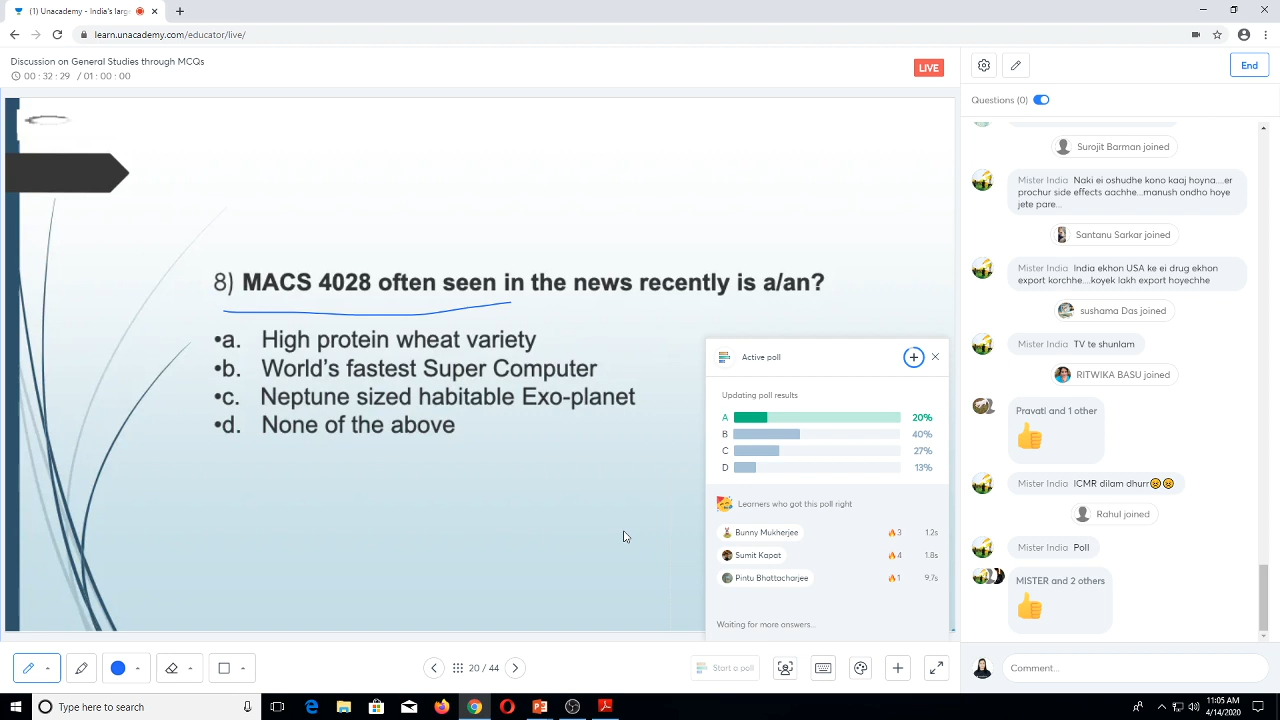 (1) Unacademy - India's larg
learn.unacademy.com/educator/live/
Discussion on General Studies through MCQs
00 : 32 : 29 / 01 : 00 : 00
LIVE
End
Questions (0)
8) MACS 4028 often seen in the news recently is a/an?
•a. High protein wheat variety
•b. World's fastest Super Computer
•c. Neptune sized habitable Exo-planet
•d. None of the above
Active poll
Updating poll results
A 20%
B 40%
C 27%
D 13%
Learners who got this poll right
Bunny Mukherjee 3 1.2s
Sumit Kapat 4 1.8s
Pintu Bhattacharjee 1 9.7s
Waiting for more answers...
Surojit Barman joined
Mister India Naki ei oshudhe kono kaaj hoyna....er
prochur side effects aachhe...manush ondho hoye
jete pare...
Santanu Sarkar joined
Mister India India ekhon USA ke ei drug ekhon
export korchhe....koyek lakh export hoyechhe
sushama Das joined
Mister India TV te shunlam
RITWIKA BASU joined
Pravati and 1 other
Mister India ICMR dilam dhurr
Rahul joined
Mister India Poll
MISTER and 2 others
20 / 44
Start a poll
Comment...
Type here to search
11:05 AM
4/14/2020